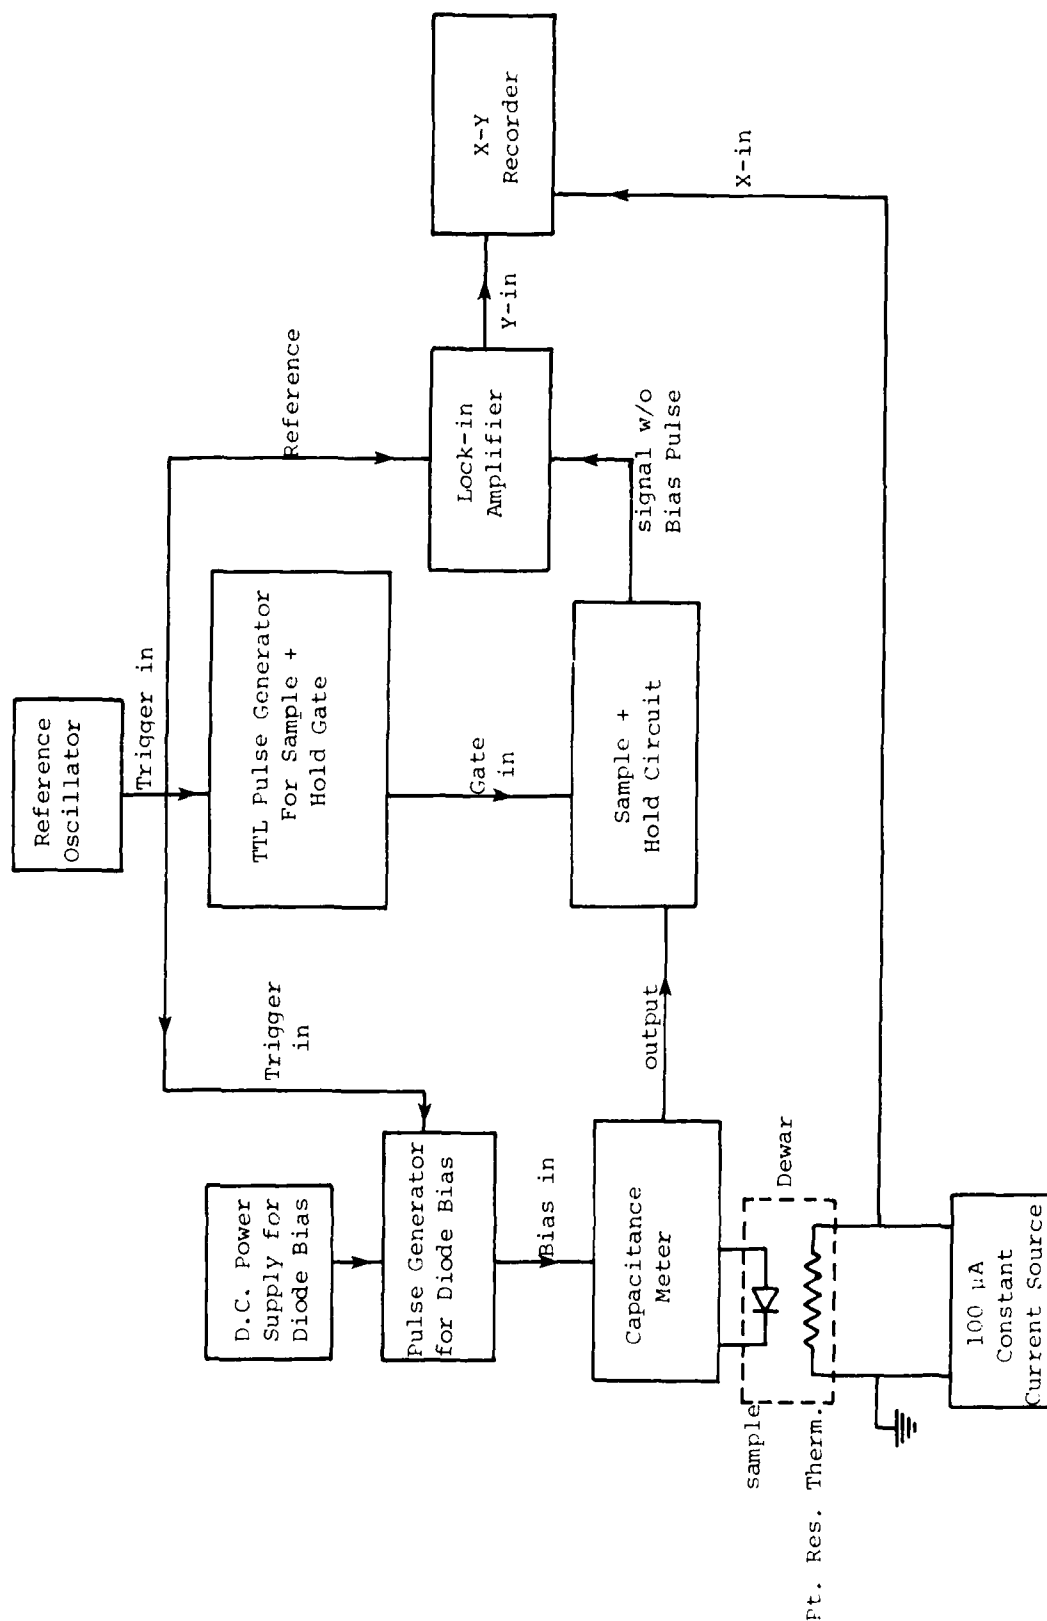 Reference
Oscillator
Trigger in
Trigger
in
Reference
D.C. Power
Supply for
Diode Bias
TTL Pulse Generator
For Sample +
Hold Gate
Pulse Generator
for Diode Bias
Lock-in
Amplifier
Y-in
X-Y
Recorder
Bias in
Gate
in
Capacitance
Meter
output
Sample +
Hold Circuit
signal w/o
Bias Pulse
X-in
sample
Dewar
Pt. Res. Therm.
100 μA
Constant
Current Source